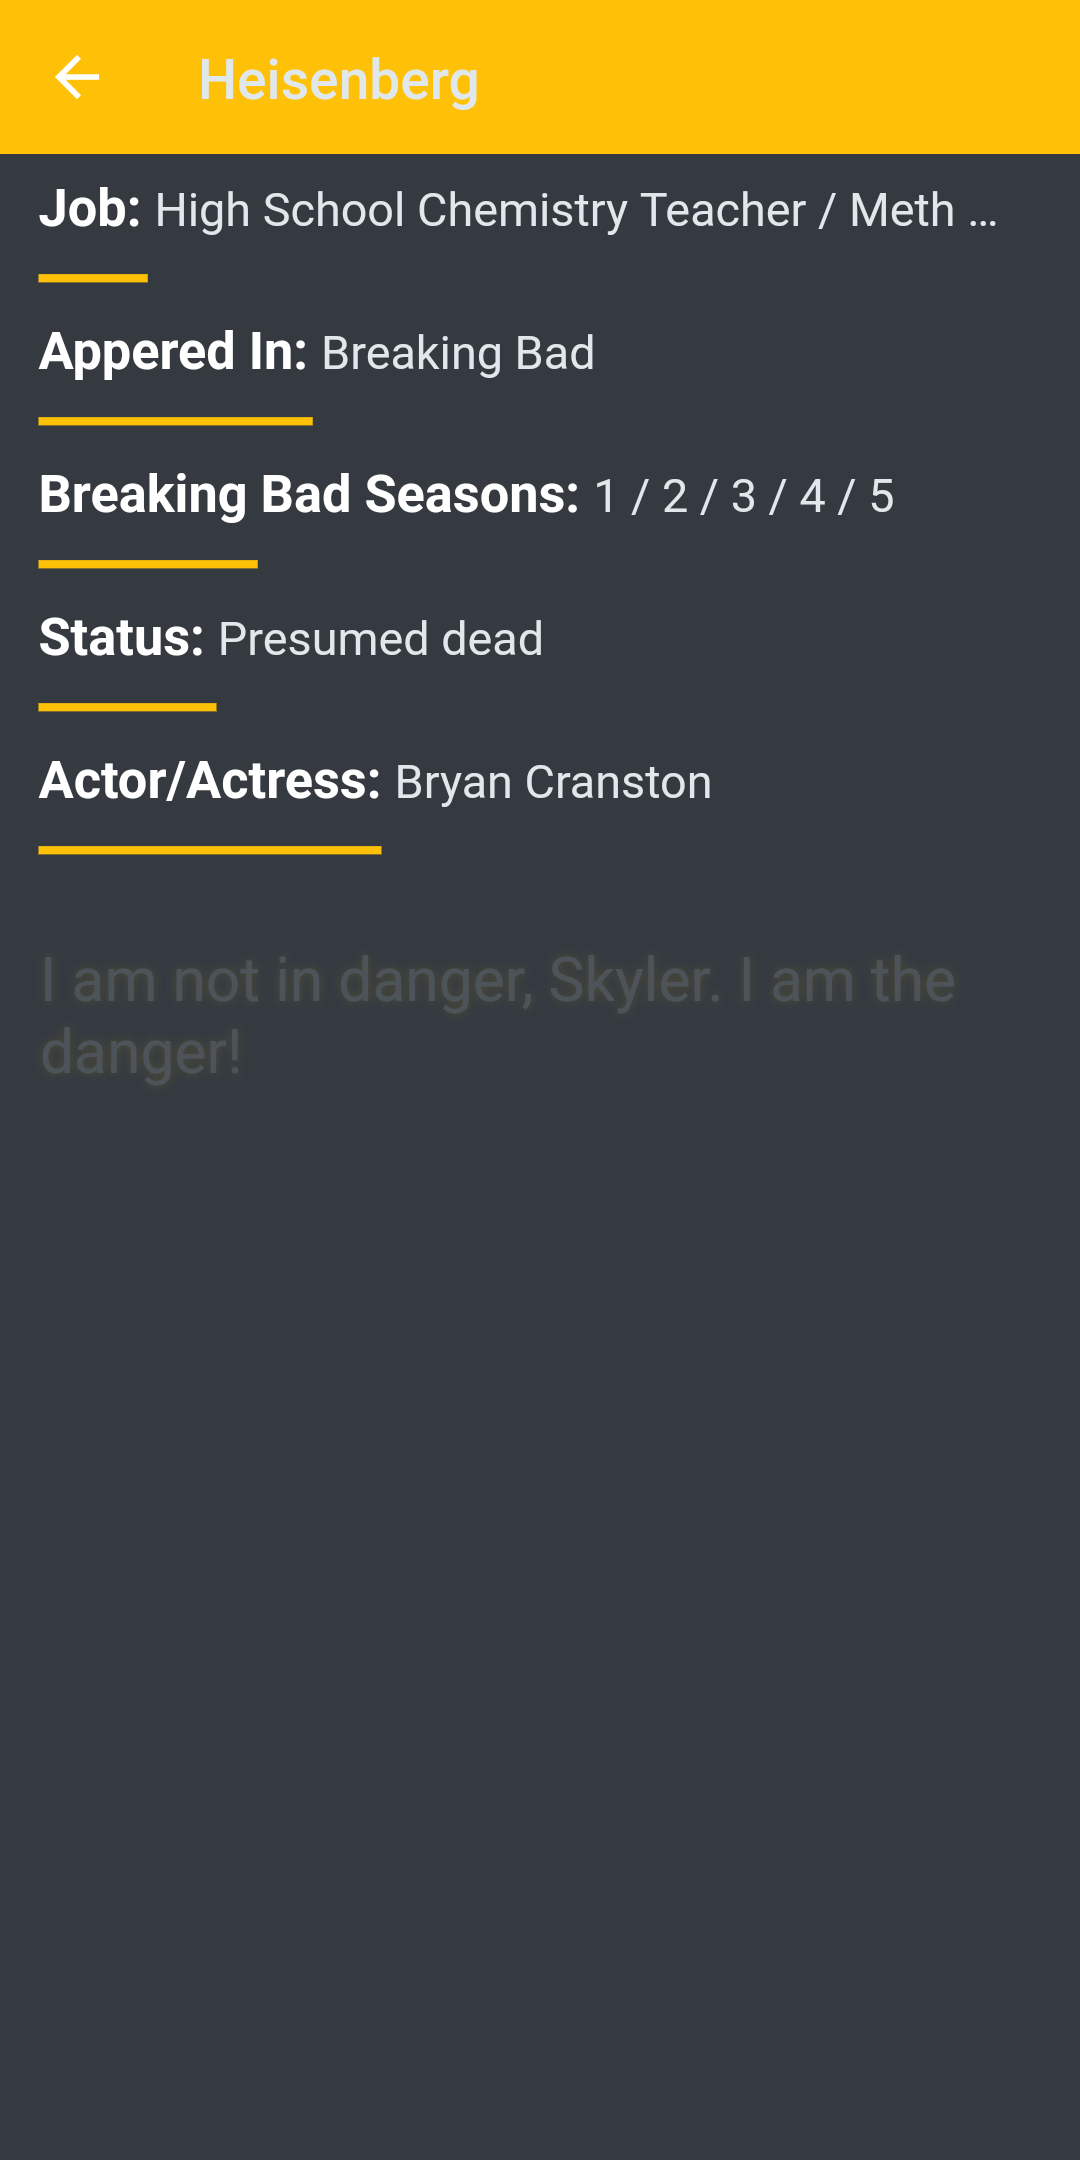 Heisenberg
Job: High School Chemistry Teacher / Meth ...
Appered In: Breaking Bad
Breaking Bad Seasons: 1 / 2 / 3 / 4 / 5
Status: Presumed dead
Actor/Actress: Bryan Cranston
I am not in danger, Skyler. I am the
danger!